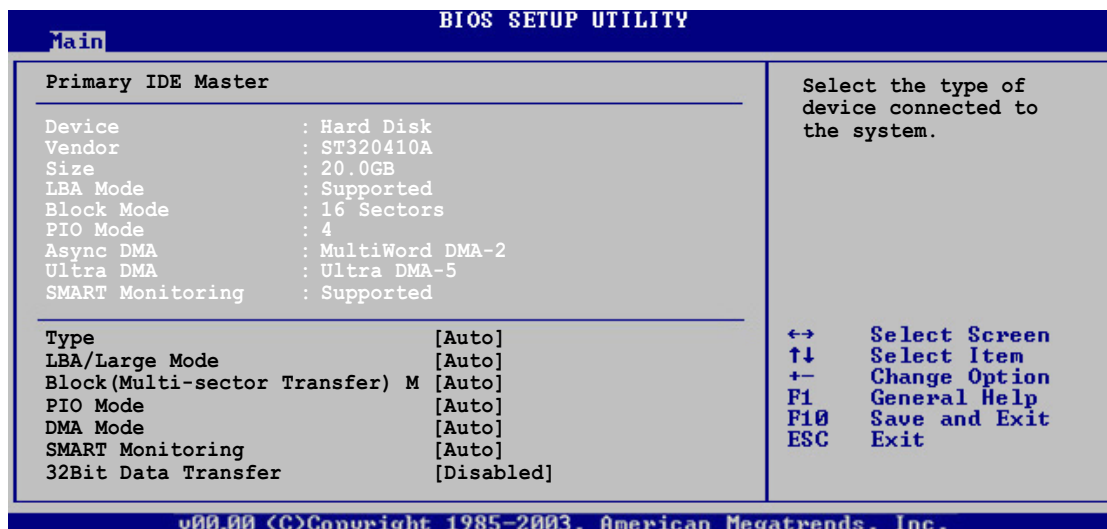 BIOS SETUP UTILITY
Main
Primary IDE Master
Device : Hard Disk
Vendor : ST320410A
Size : 20.0GB
LBA Mode : Supported
Block Mode : 16 Sectors
PIO Mode : 4
Async DMA : MultiWord DMA-2
Ultra DMA : Ultra DMA-5
SMART Monitoring : Supported
Type [Auto]
LBA/Large Mode [Auto]
Block(Multi-sector Transfer) M [Auto]
PIO Mode [Auto]
DMA Mode [Auto]
SMART Monitoring [Auto]
32Bit Data Transfer [Disabled]
Select the type of
device connected to
the system.
←→ Select Screen
↑↓ Select Item
+- Change Option
F1 General Help
F10 Save and Exit
ESC Exit
v00.00 (C)Copyright 1985-2003, American Megatrends, Inc.